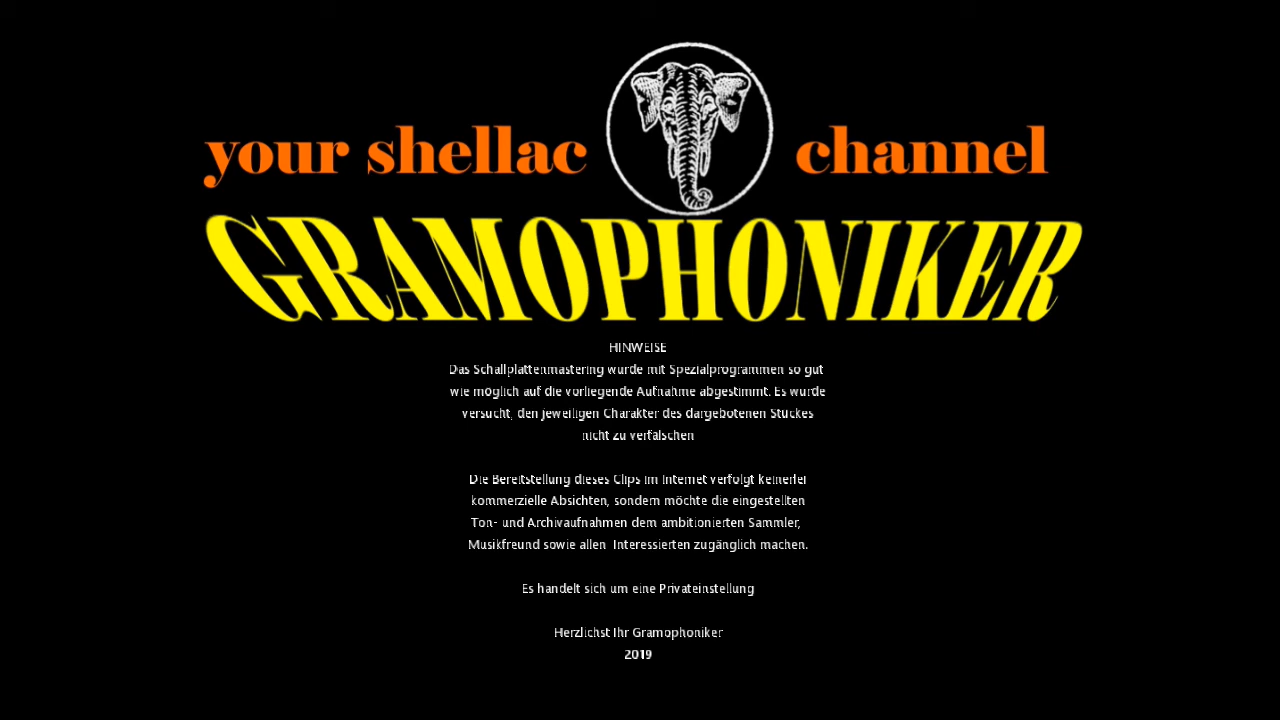 your shellac channel
GRAMOPHONIKER
HINWEISE
Das Schallplattenmastering wurde mit Spezialprogrammen so gut
wie möglich auf die vorliegende Aufnahme abgestimmt. Es wurde
versucht, den jeweiligen Charakter des dargebotenen Stückes
nicht zu verfälschen
Die Bereitstellung dieses Clips im Internet verfolgt keinerlei
kommerzielle Absichten, sondern möchte die eingestellten
Ton- und Archivaufnahmen dem ambitionierten Sammler,
Musikfreund sowie allen Interessierten zugänglich machen.
Es handelt sich um eine Privateinstellung
Herzlichst Ihr Gramophoniker
2019